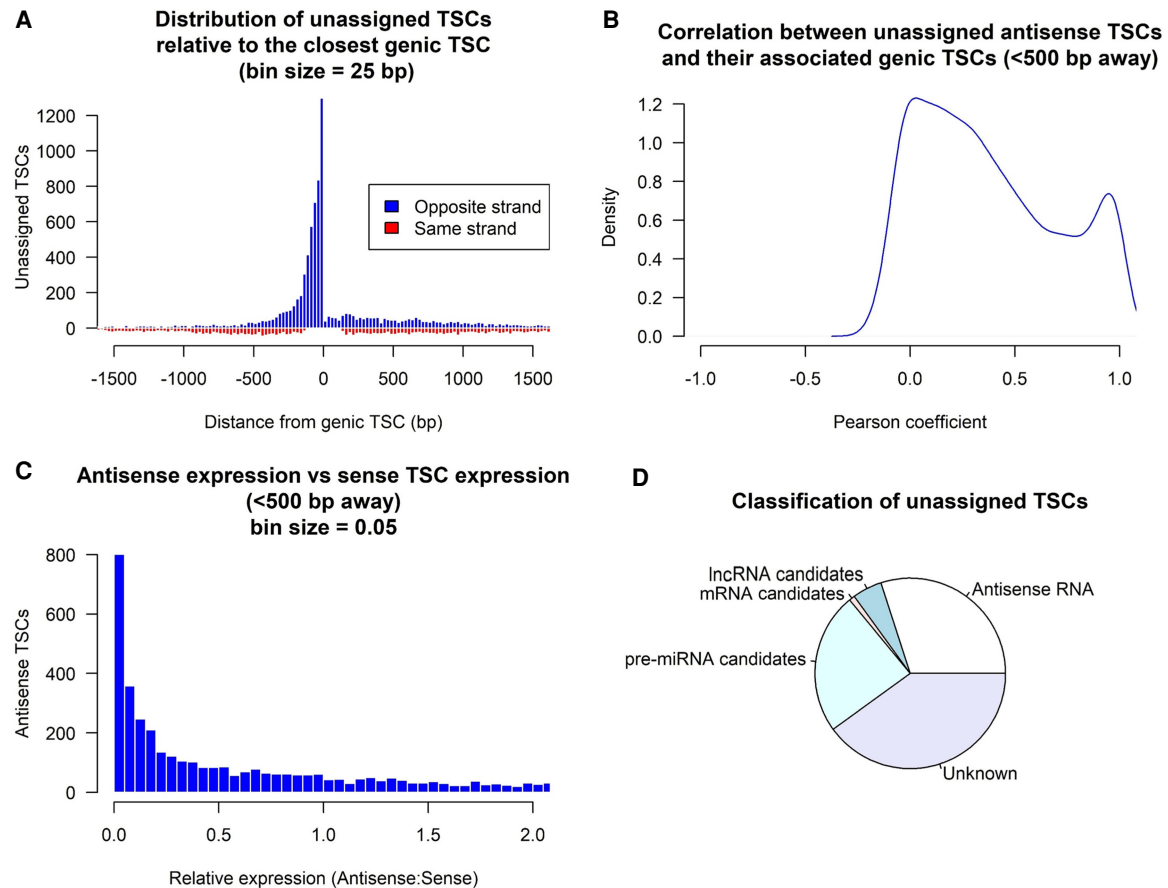 A
Distribution of unassigned TSCs
relative to the closest genic TSC
(bin size = 25 bp)
Unassigned TSCs
1200
1000
800
600
400
200
0
Opposite strand
Same strand
-1500 -1000 -500 0 500 1000 1500
Distance from genic TSC (bp)
B
Correlation between unassigned antisense TSCs
and their associated genic TSCs (<500 bp away)
Density
1.2
1.0
0.8
0.6
0.4
0.2
0.0
-1.0 -0.5 0.0 0.5 1.0
Pearson coefficient
C
Antisense expression vs sense TSC expression
(<500 bp away)
bin size = 0.05
Antisense TSCs
800
600
400
200
0
0.0 0.5 1.0 1.5 2.0
Relative expression (Antisense:Sense)
D
Classification of unassigned TSCs
lncRNA candidates
mRNA candidates
Antisense RNA
pre-miRNA candidates
Unknown